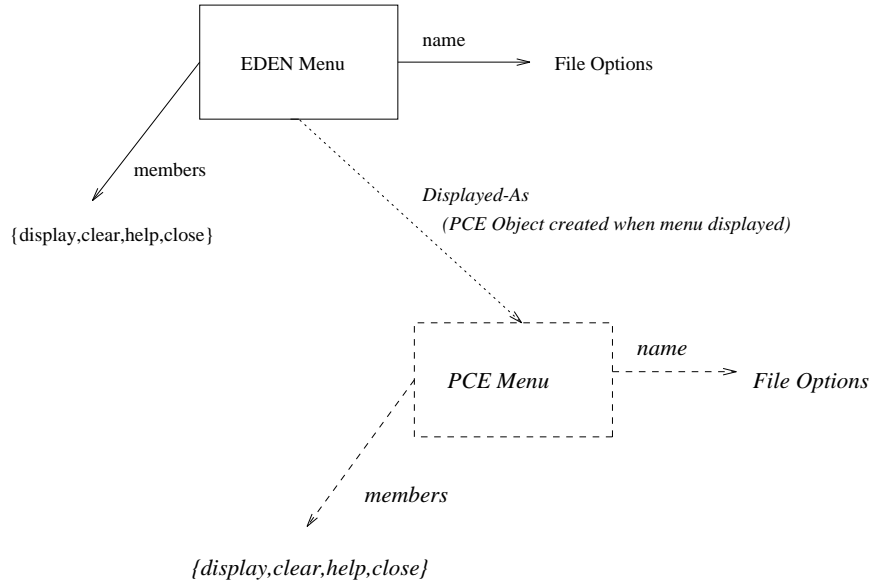 name
EDEN Menu
File Options
members
Displayed-As
(PCE Object created when menu displayed)
{display,clear,help,close}
name
PCE Menu
File Options
members
{display,clear,help,close}